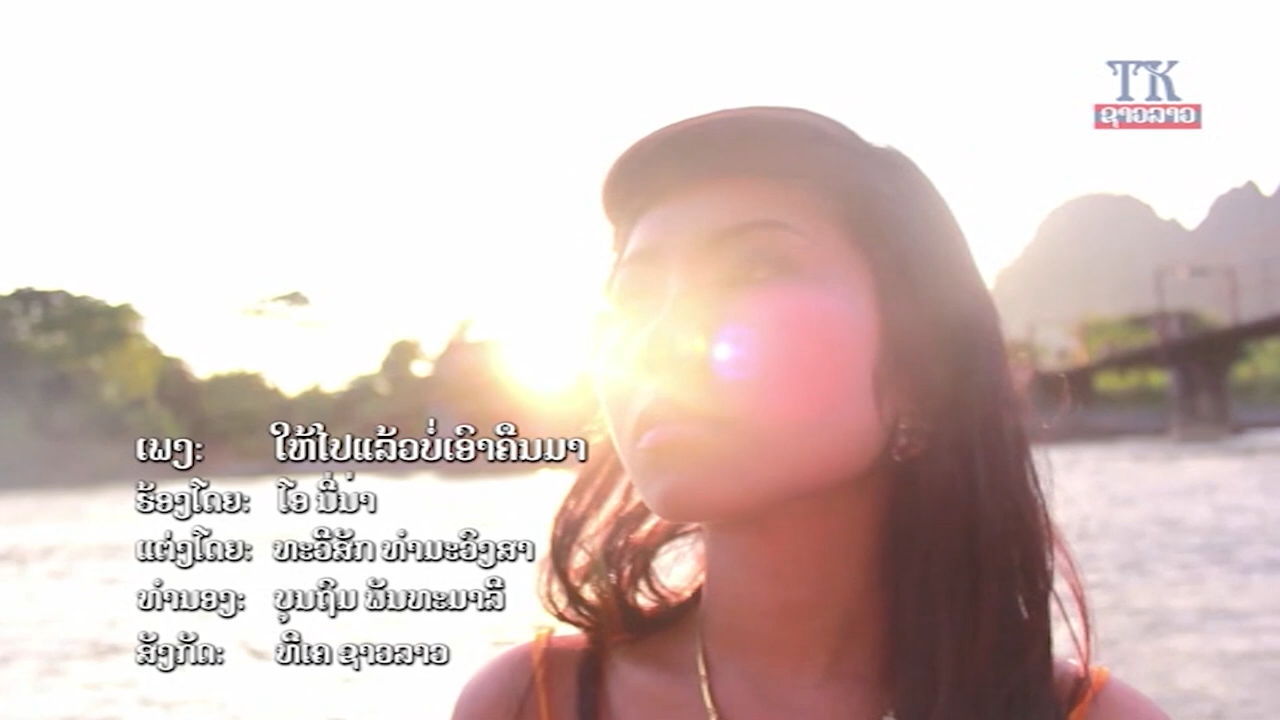 TK
ຊາວລາວ
ເພງ: ໃຫ້ໄປແລ້ວບໍ່ເອົາຄືນມາ
ຮ້ອງໂດຍ: ໂອ ນີ່ນ່າ
ແຕ່ງໂດຍ: ທະວີສັກ ທຳມະວົງສາ
ທຳນອງ: ບຸນຖົມ ພັນທະມາລີ
ສັງກັດ: ທີເຄ ຊາວລາວ